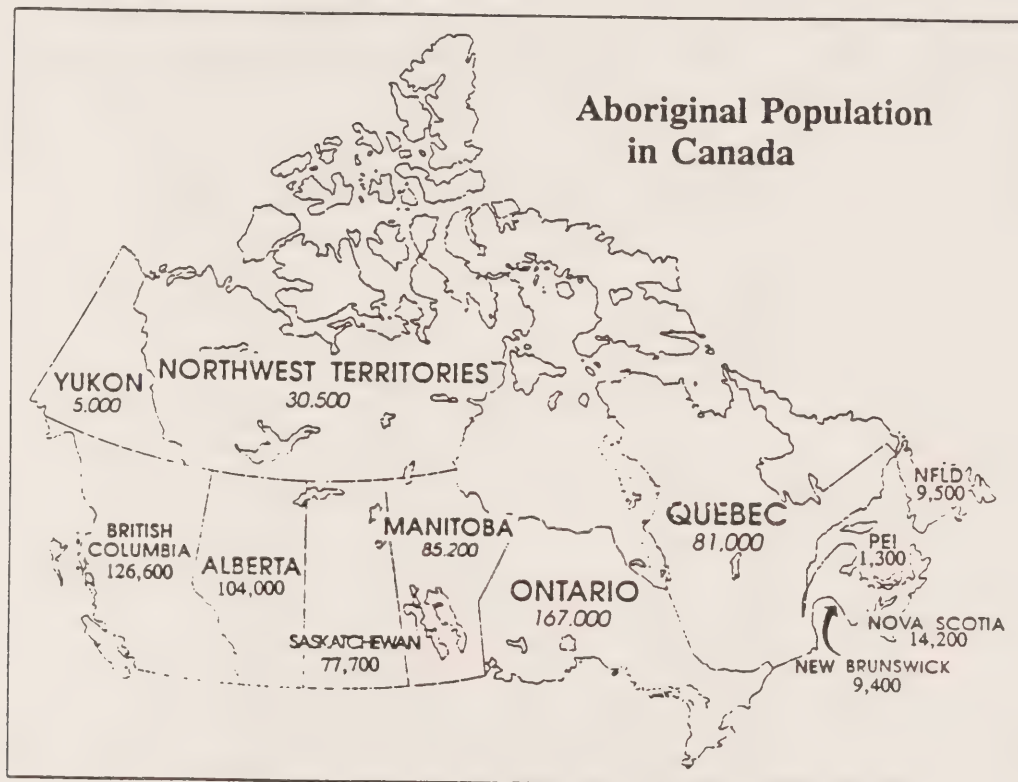 Aboriginal Population
in Canada
YUKON
5.000
NORTHWEST TERRITORIES
30.500
BRITISH
COLUMBIA
126,600
ALBERTA
104,000
SASKATCHEWAN
77,700
MANITOBA
85.200
ONTARIO
167.000
QUEBEC
81.000
NFLD
9,500
PEI
1,300
NOVA SCOTIA
14,200
NEW BRUNSWICK
9,400